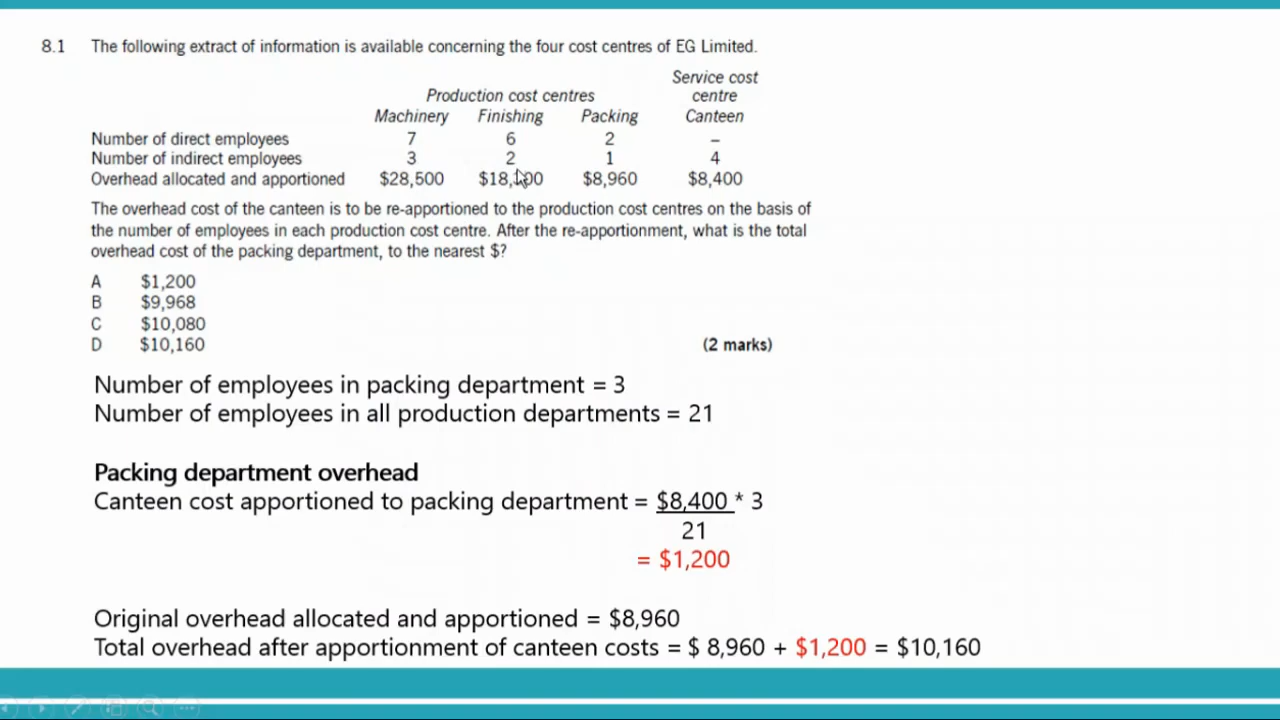 8.1 The following extract of information is available concerning the four cost centres of EG Limited.
Service cost
Production cost centres centre
Machinery Finishing Packing Canteen
Number of direct employees 7 6 2 –
Number of indirect employees 3 2 1 4
Overhead allocated and apportioned $28,500 $8,960 $8,400
The overhead cost of the canteen is to be re-apportioned to the production cost centres on the basis of
the number of employees in each production cost centre. After the re-apportionment, what is the total
overhead cost of the packing department, to the nearest $?
A $1,200
B $9,968
C $10,080
D $10,160 (2 marks)
Number of employees in packing department = 3
Number of employees in all production departments = 21
Packing department overhead
Canteen cost apportioned to packing department = $8,400 * 3
21
= $1,200
Original overhead allocated and apportioned = $8,960
Total overhead after apportionment of canteen costs = $ 8,960 + $1,200 = $10,160